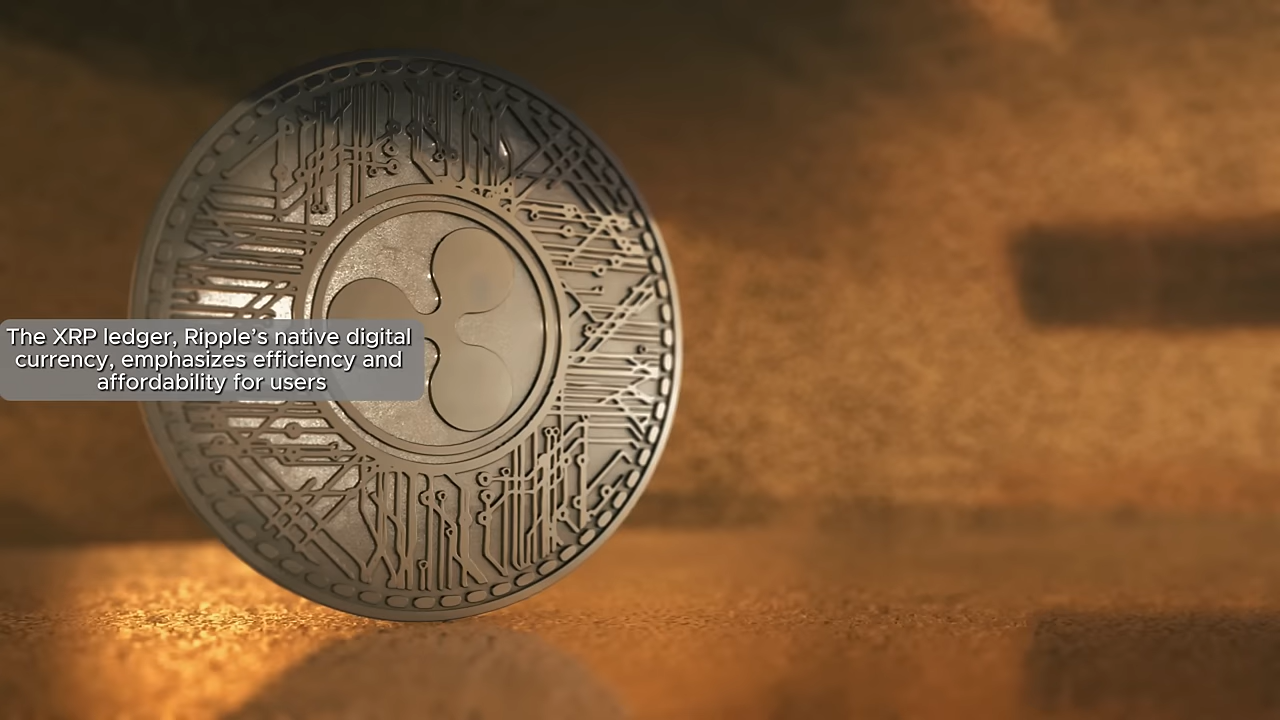 The XRP ledger, Ripple's native digital
currency, emphasizes efficiency and
affordability for users